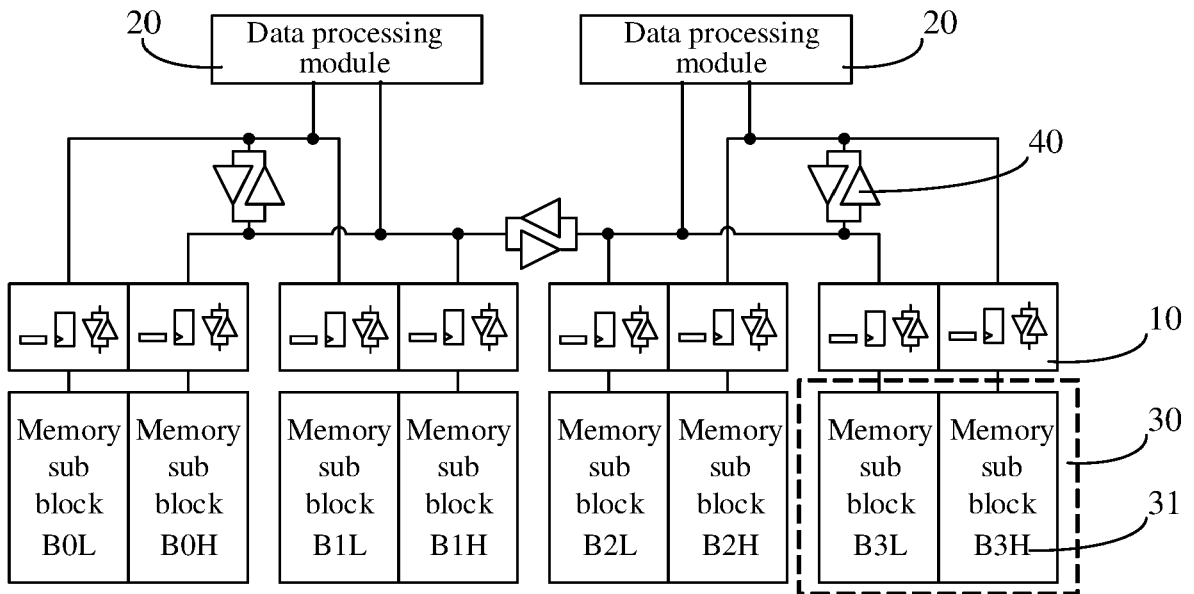 20
Data processing
module
Data processing
module
20
40
10
Memory
sub
block
B0L
Memory
sub
block
B0H
Memory
sub
block
B1L
Memory
sub
block
B1H
Memory
sub
block
B2L
Memory
sub
block
B2H
Memory
sub
block
B3L
Memory
sub
block
B3H
30
31